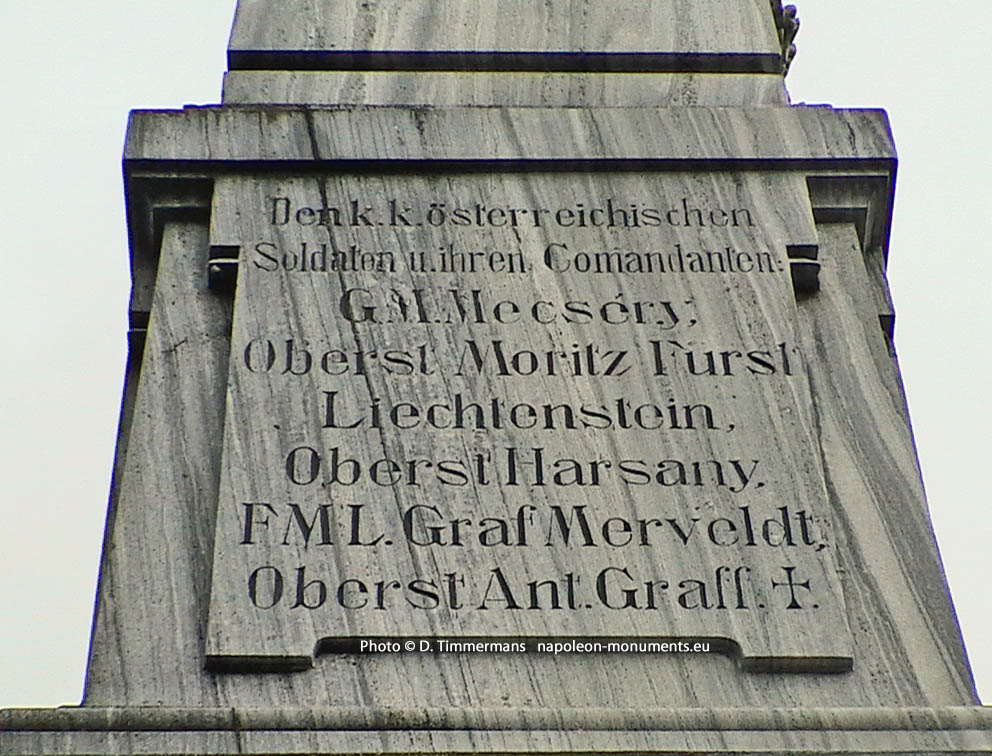 Den k. k. österreichischen
Soldaten u. ihren Comandanten:
G.M. Mecséry;
Oberst Moritz Fürst
Liechtenstein,
Oberst Harsany,
FML. Graf Merveldt,
Oberst Ant. Graff. ✝.
Photo © D. Timmermans napoleon-monuments.eu